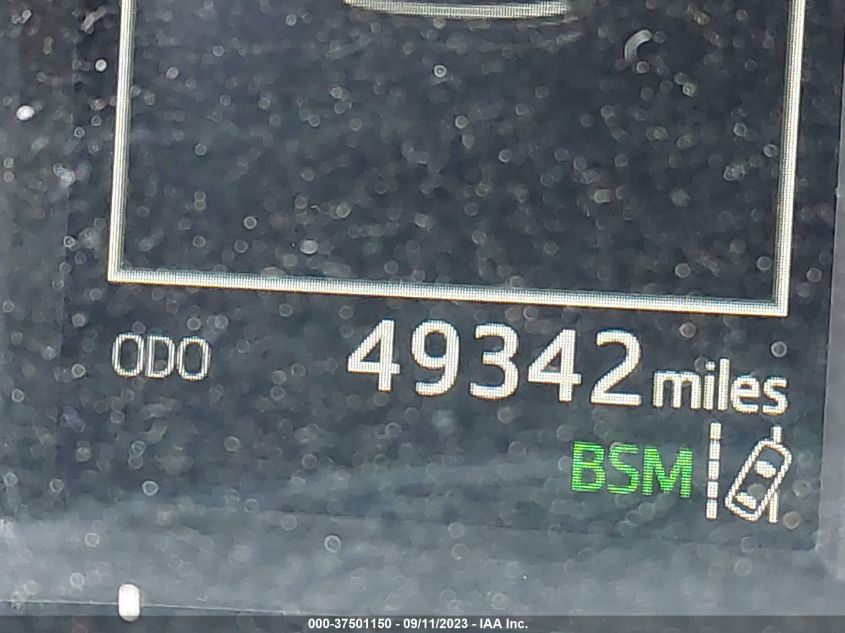 ODO 49342 miles
BSM
000-37501150 - 09/11/2023 - IAA Inc.